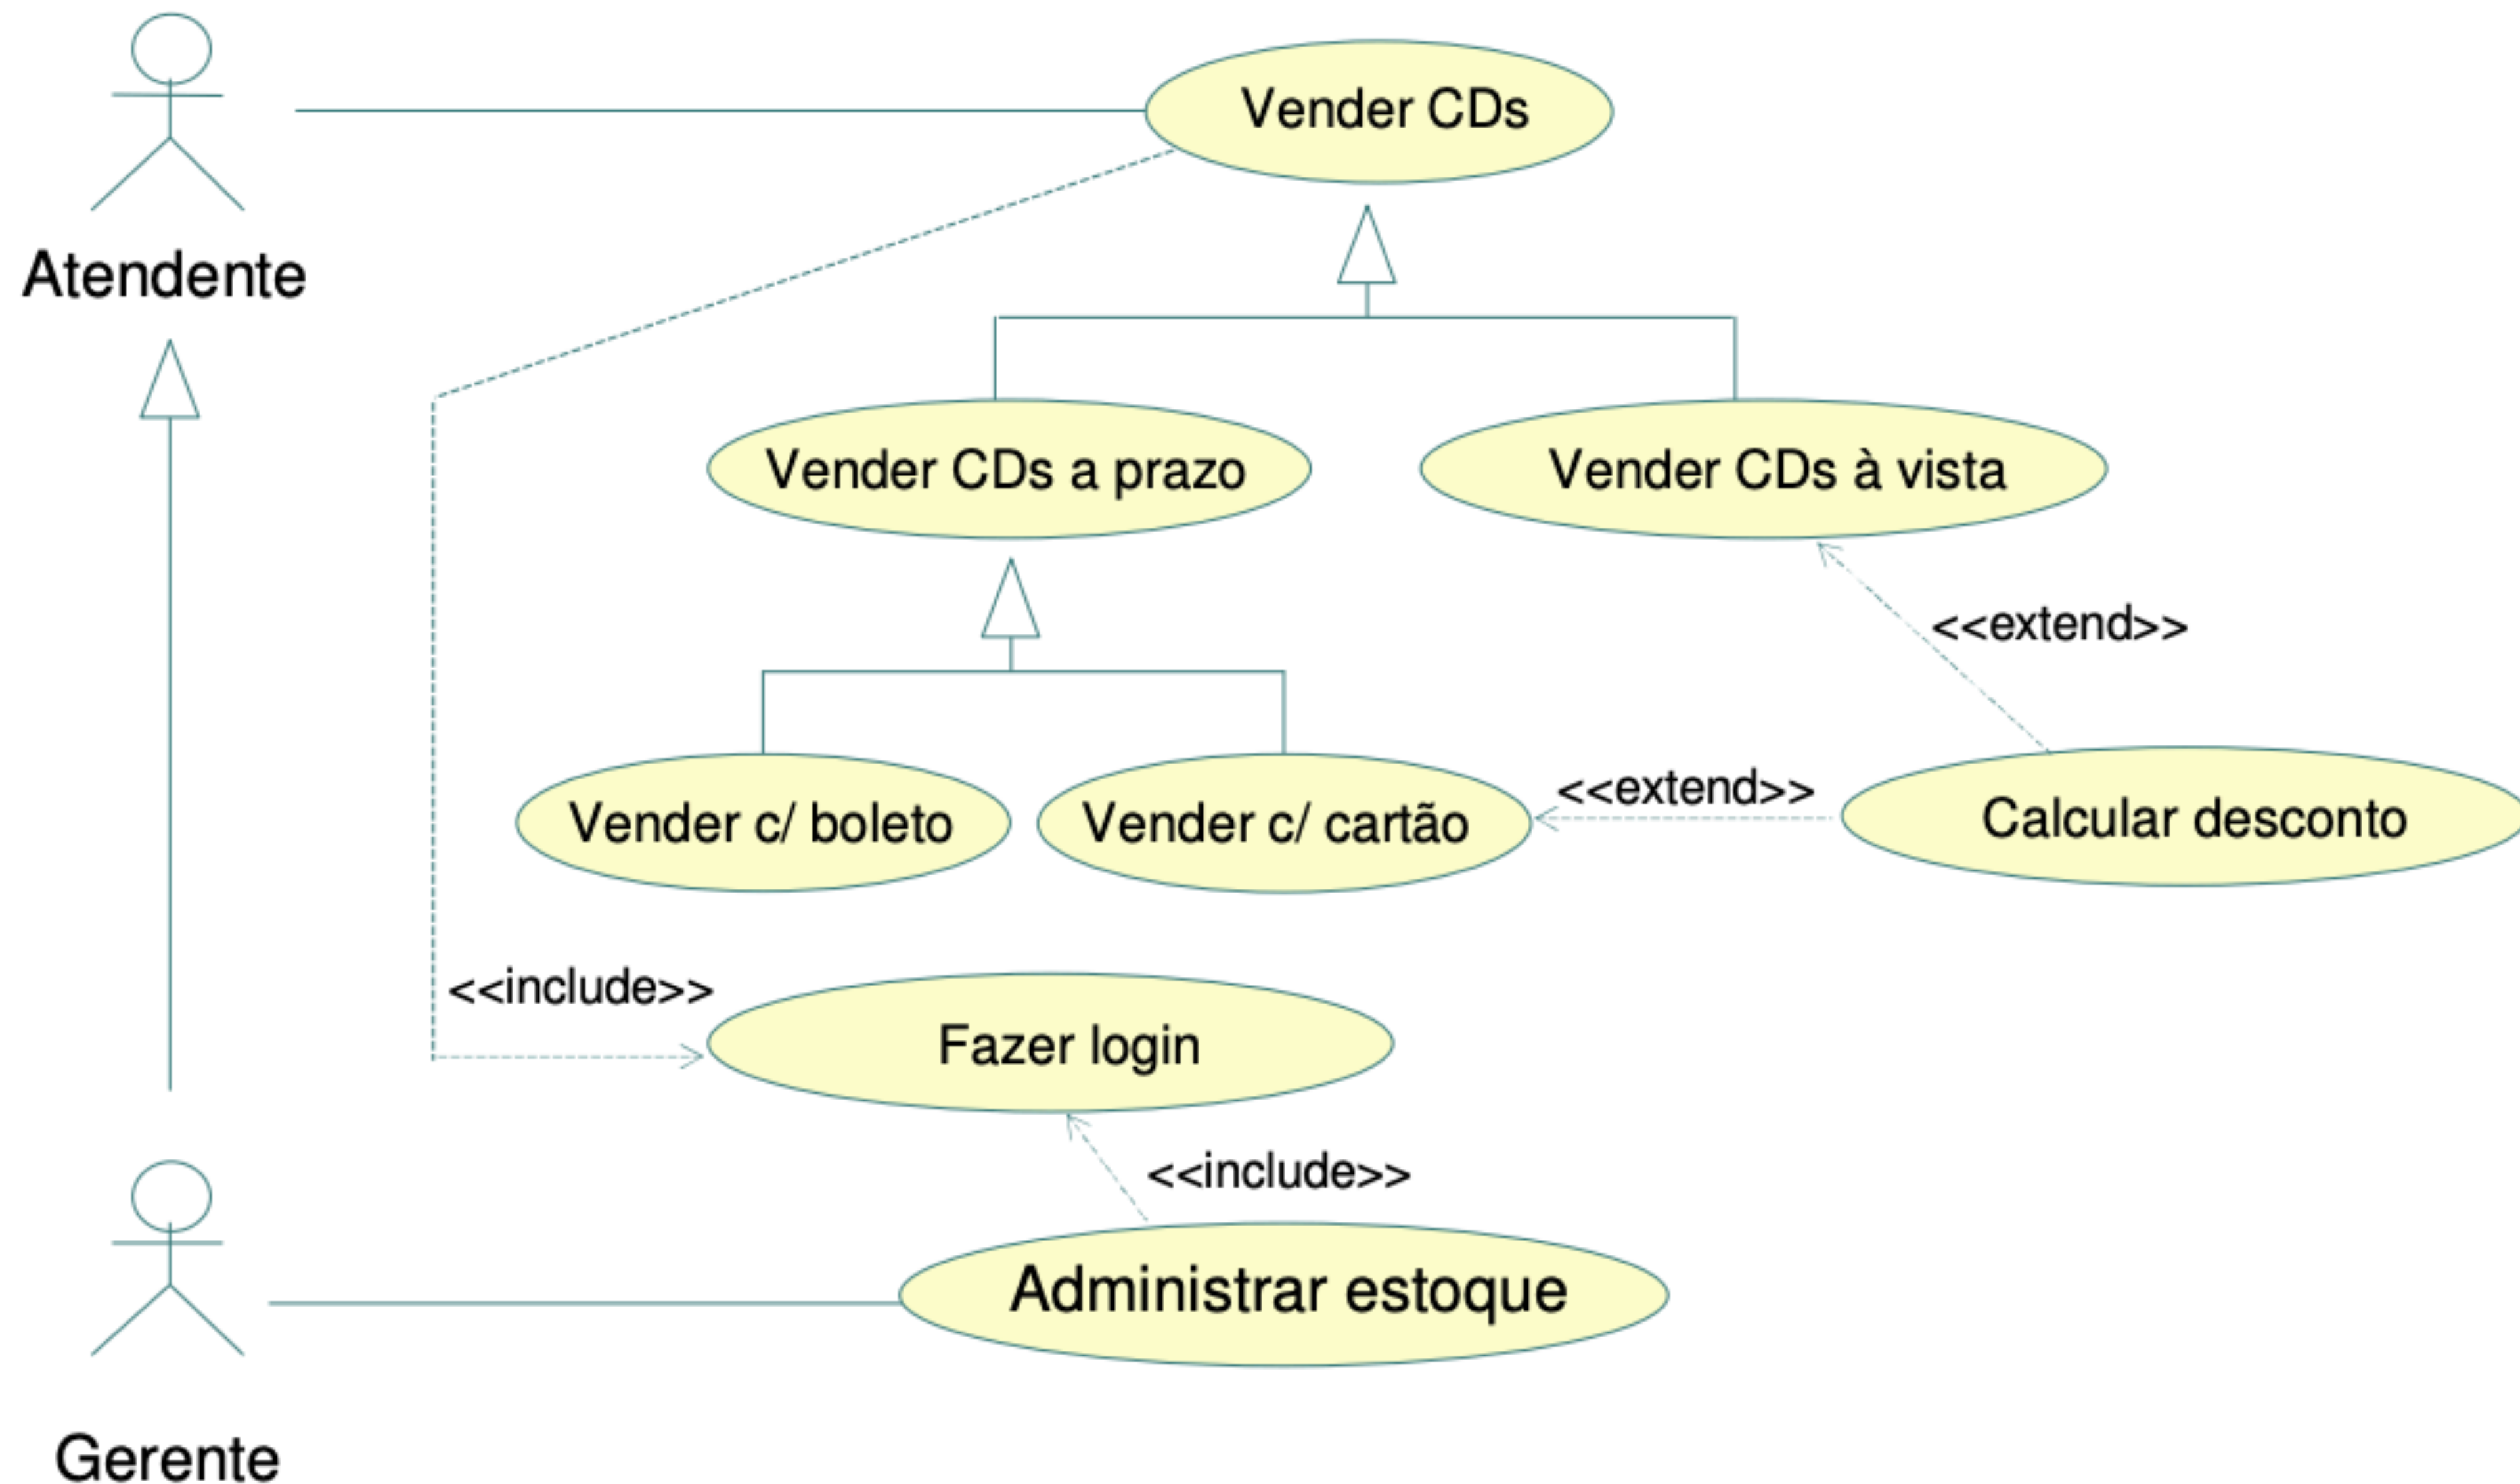 Vender CDs
Atendente
Vender CDs a prazo
Vender CDs à vista
<<extend>>
<<extend>>
Vender c/ boleto
Vender c/ cartão
Calcular desconto
<<include>>
Fazer login
<<include>>
Administrar estoque
Gerente